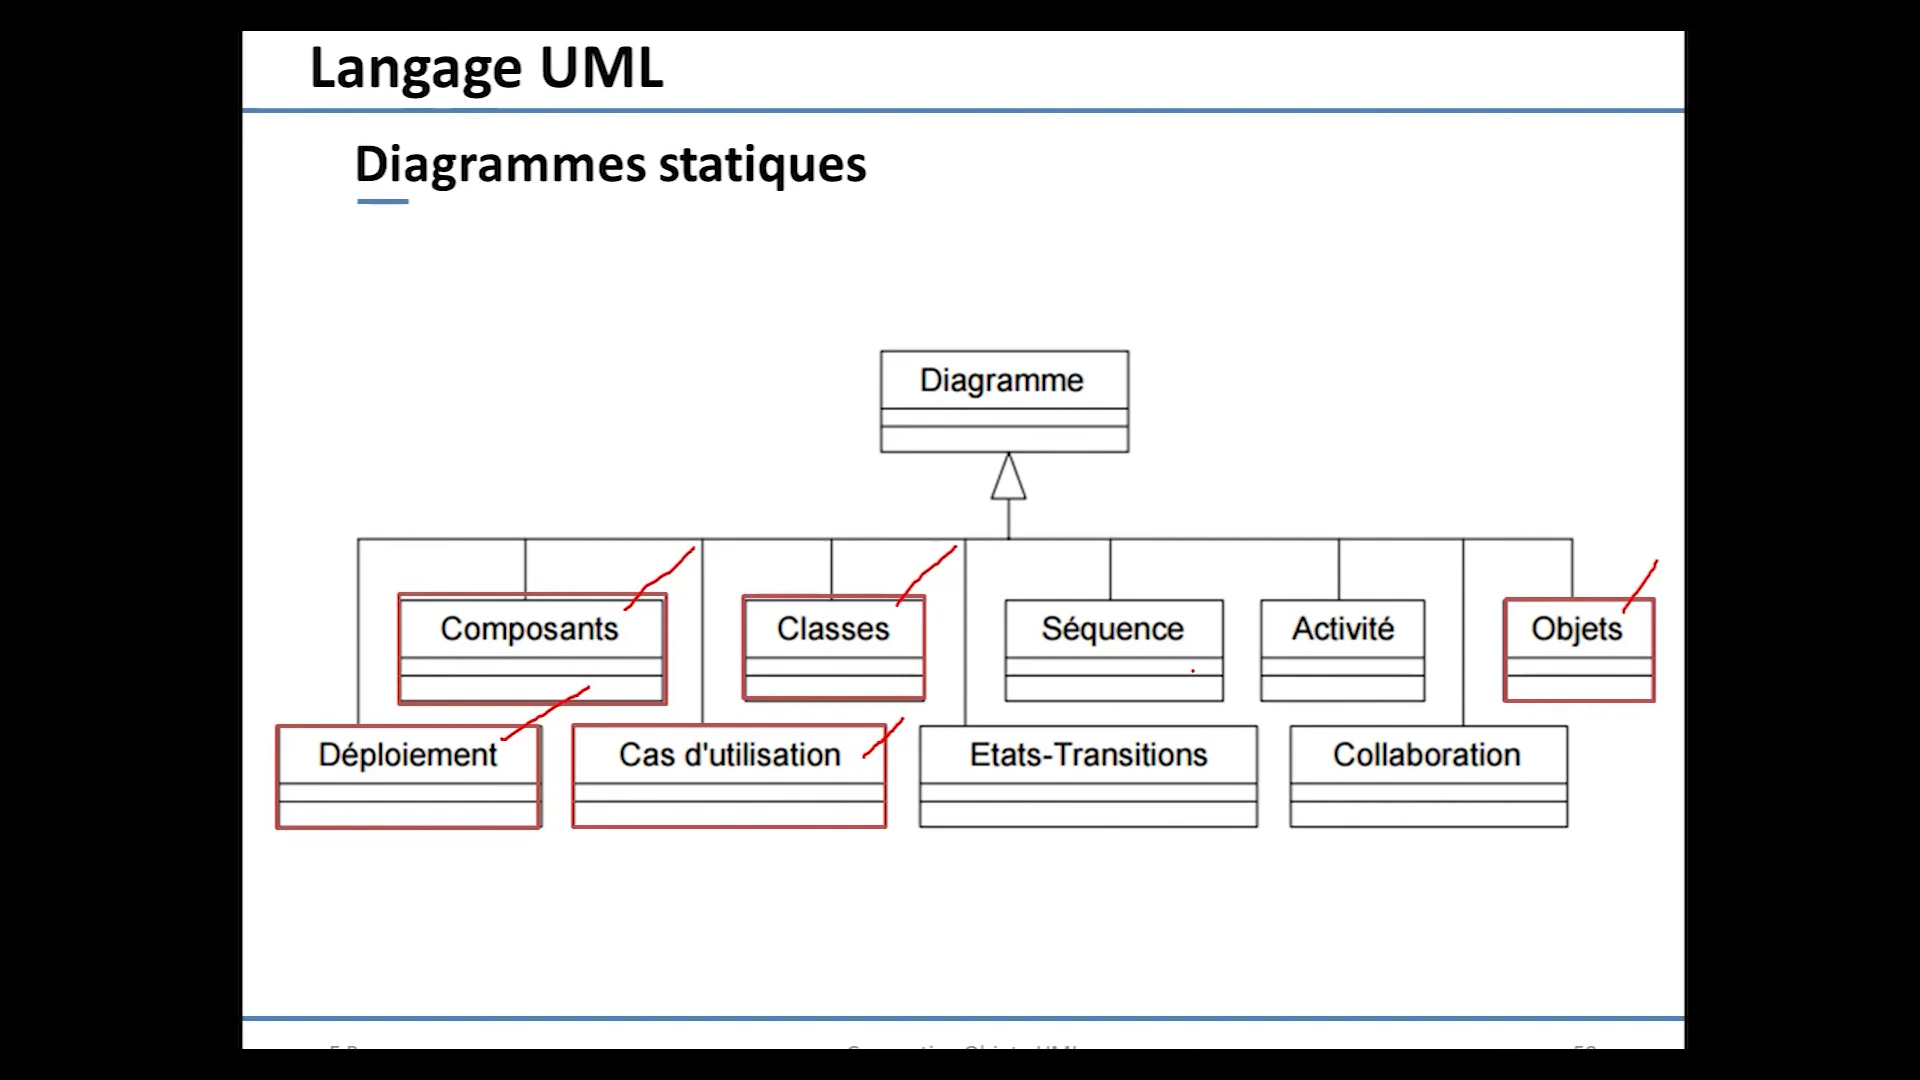 Langage UML
Diagrammes statiques
Diagramme
Composants
Classes
Séquence
Activité
Objets
Déploiement
Cas d'utilisation
Etats-Transitions
Collaboration